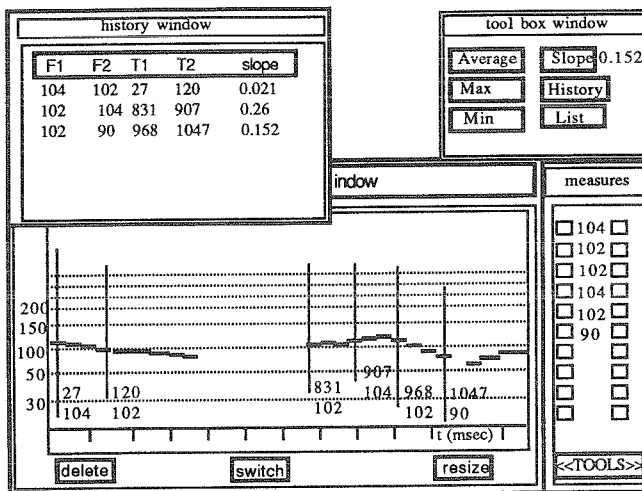 history window
F1 F2 T1 T2 slope
104 102 27 120 0.021
102 104 831 907 0.26
102 90 968 1047 0.152
tool box window
Average Slope 0.152
Max History
Min List
indow
measures
104
102
102
104
102
90
<<TOOLS>>
200
150
100
50
30
27
104
120
102
831
102
907
104
968
102
1047
90
t (msec)
delete switch resize